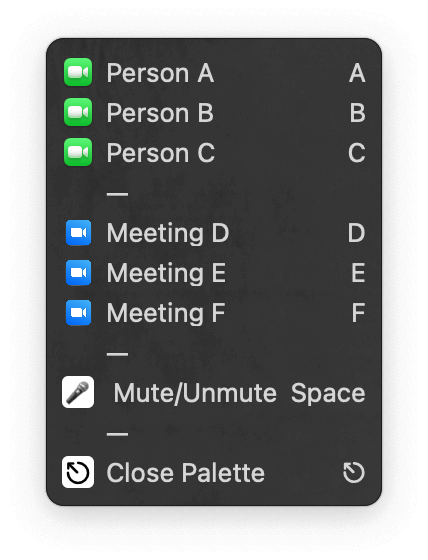 Person A A
Person B B
Person C C
—
Meeting D D
Meeting E E
Meeting F F
—
Mute/Unmute Space
—
Close Palette ⎋